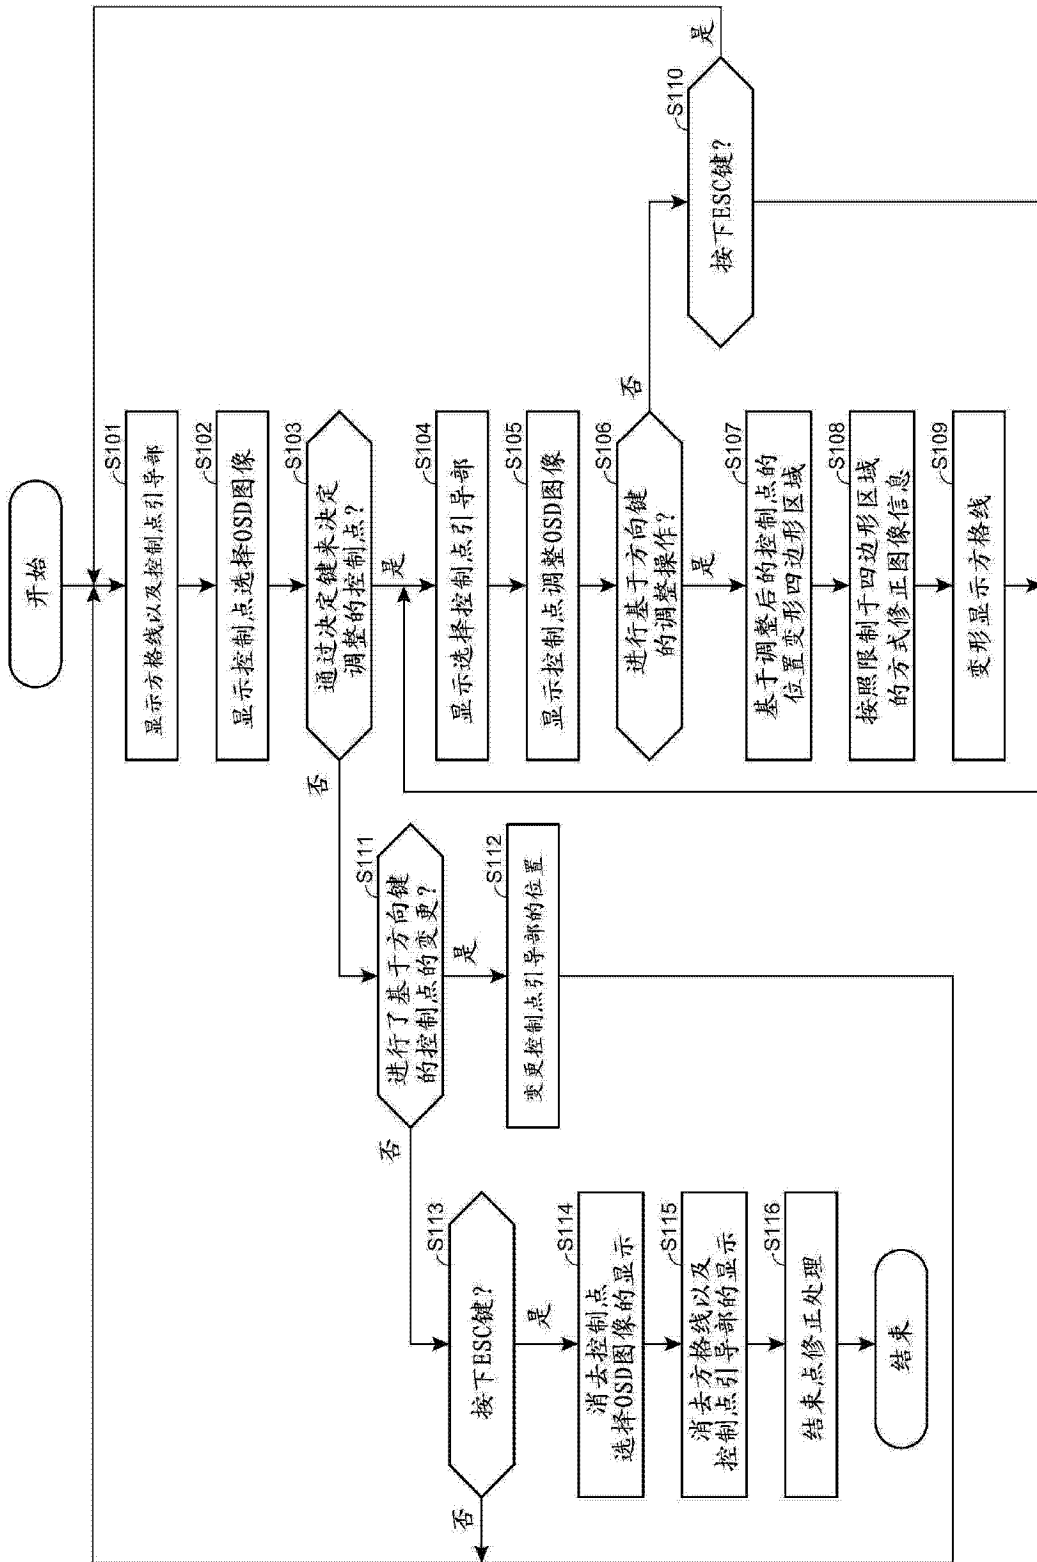 开始
S101
显示方格线以及控制点引导部
S102
显示控制点选择OSD图像
S103
通过决定键来决定
调整的控制点?
是
否
S104
显示选择控制点引导部
S105
显示控制点调整OSD图像
S106
进行基于方向键
的调整操作?
是
否
S107
基于调整后的控制点的
位置变形四边形区域
S108
按照限制于四边形区域
的方式修正图像信息
S109
变形显示方格线
S110
按下ESC键?
是
S111
进行了基于方向键
的控制点的变更?
是
否
S112
变更控制点引导部的位置
S113
按下ESC键?
是
否
S114
消去控制点
选择OSD图像的显示
S115
消去方格线以及
控制点引导部的显示
S116
结束点修正处理
结束